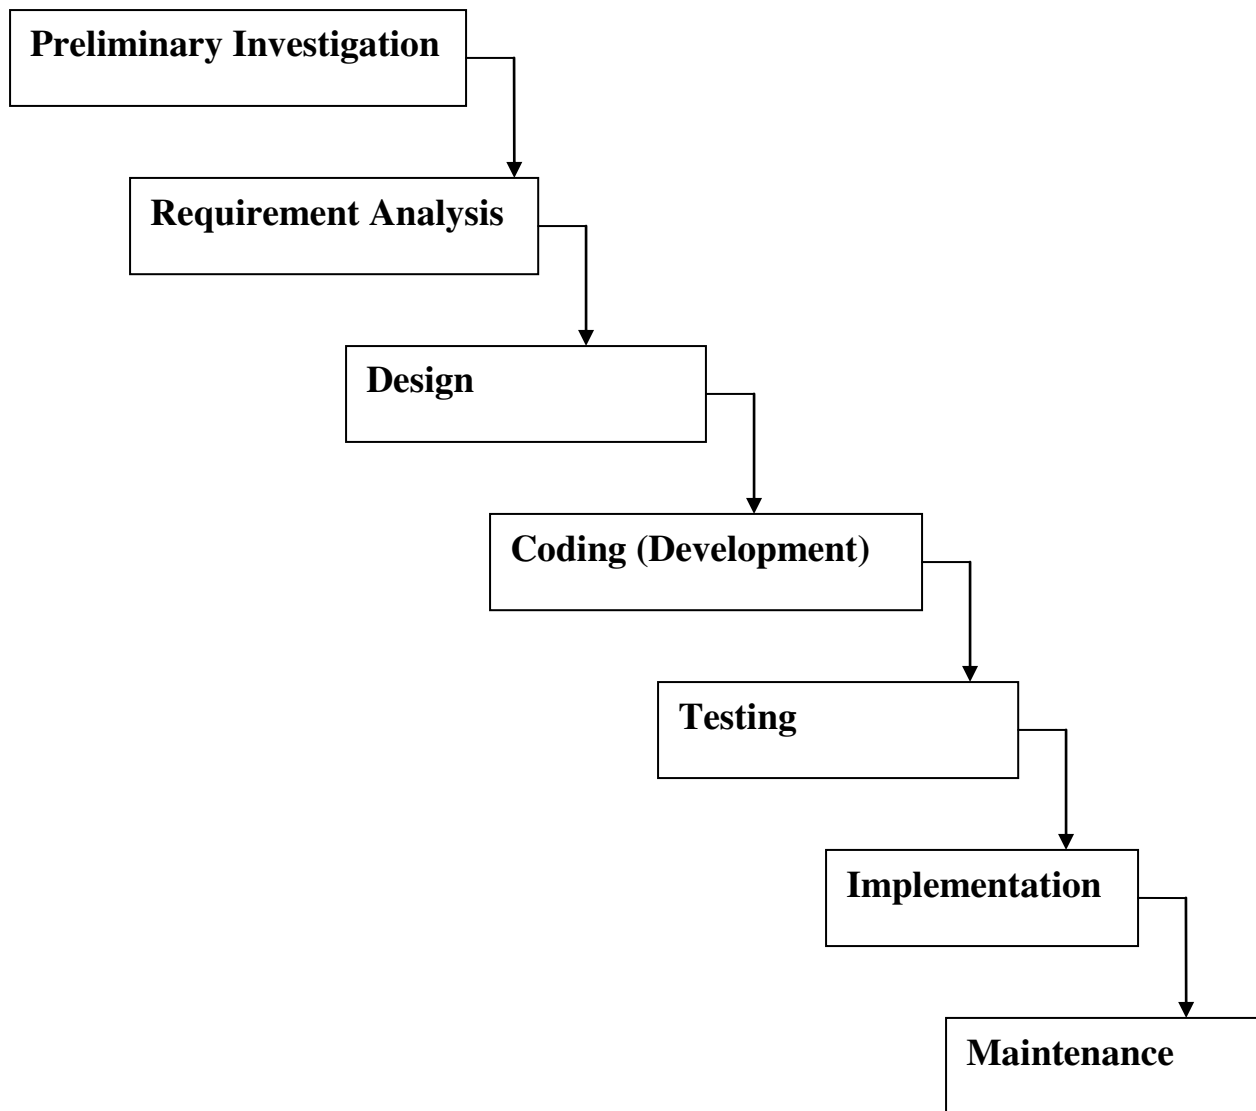 Preliminary Investigation
Requirement Analysis
Design
Coding (Development)
Testing
Implementation
Maintenance